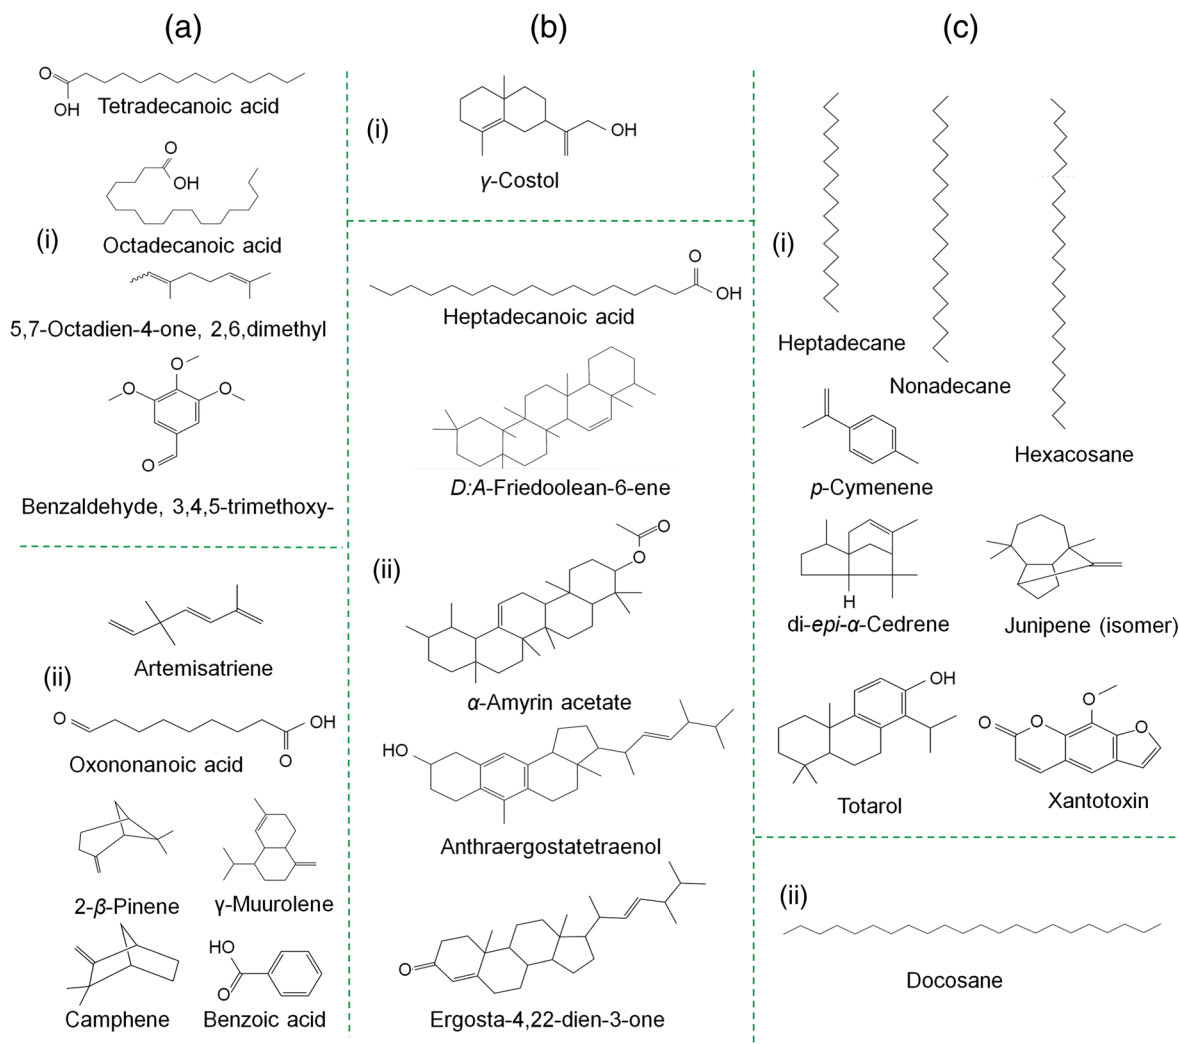 (a)
O
OH
Tetradecanoic acid
O
OH
Octadecanoic acid
(i)
5,7-Octadien-4-one, 2,6,dimethyl
O
O
O
O
Benzaldehyde, 3,4,5-trimethoxy-
Artemisatriene
(ii)
O
OH
O
Oxononanoic acid
2-β-Pinene
γ-Muurolene
Camphene
HO
O
Benzoic acid
(b)
(i)
OH
γ-Costol
O
OH
Heptadecanoic acid
D:A-Friedoolean-6-ene
(ii)
O
O
α-Amyrin acetate
HO
Anthraergostatetraenol
O
Ergosta-4,22-dien-3-one
(c)
(i)
Heptadecane
Nonadecane
Hexacosane
p-Cymenene
H
di-epi-α-Cedrene
Junipene (isomer)
OH
Totarol
O
O
O
O
Xantotoxin
(ii)
Docosane